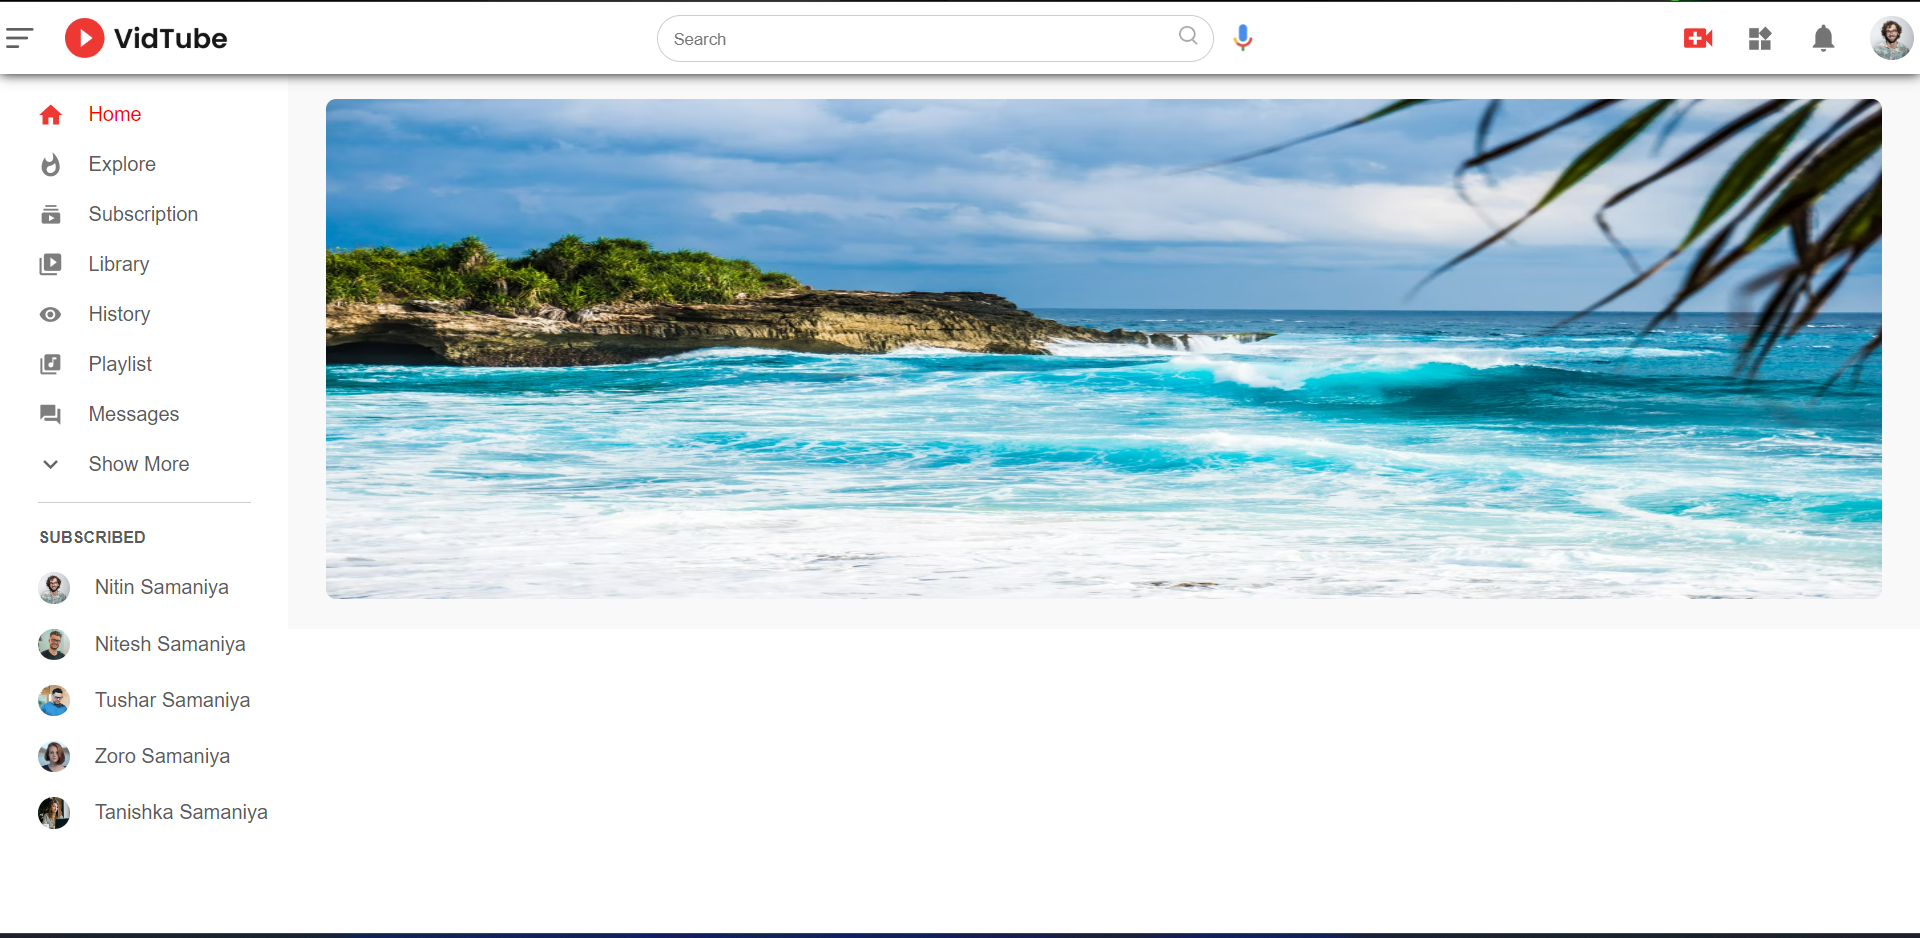 VidTube
Search
Home
Explore
Subscription
Library
History
Playlist
Messages
Show More
SUBSCRIBED
Nitin Samaniya
Nitesh Samaniya
Tushar Samaniya
Zoro Samaniya
Tanishka Samaniya